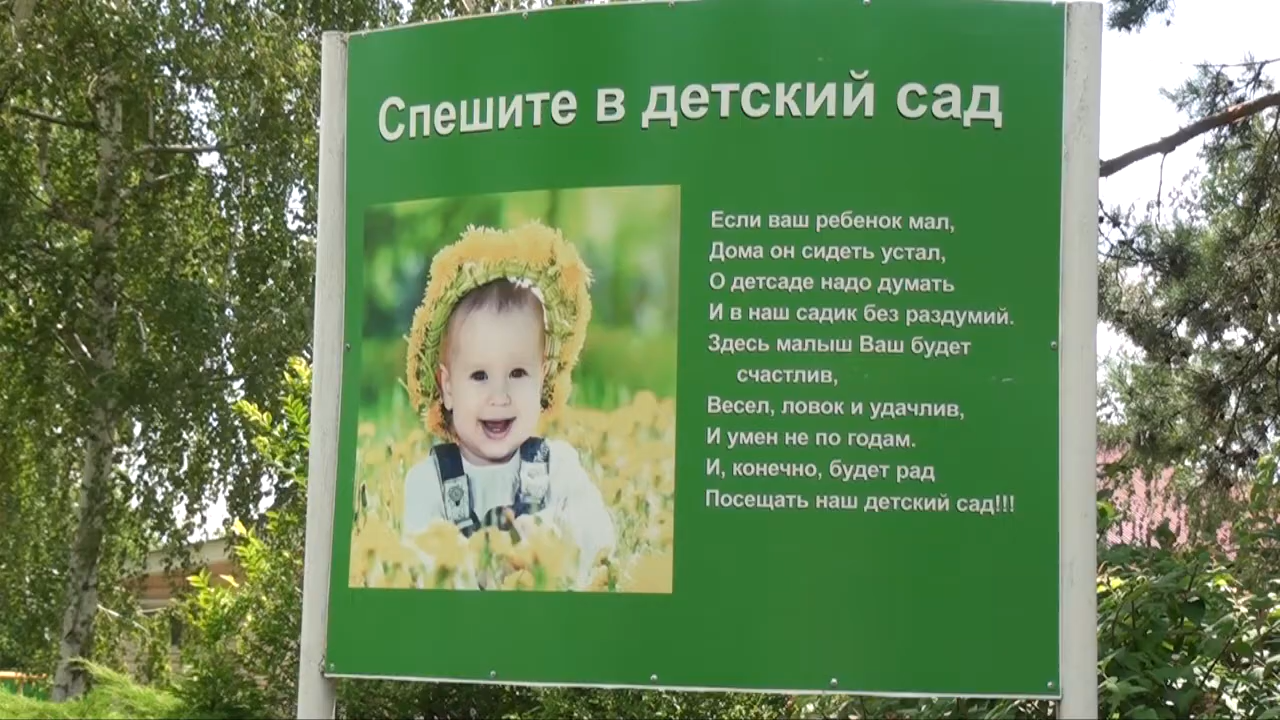 Спешите в детский сад
Если ваш ребенок мал,
Дома он сидеть устал,
О детсаде надо думать
И в наш садик без раздумий.
Здесь малыш Ваш будет
счастлив,
Весел, ловок и удачлив,
И умен не по годам.
И, конечно, будет рад
Посещать наш детский сад!!!